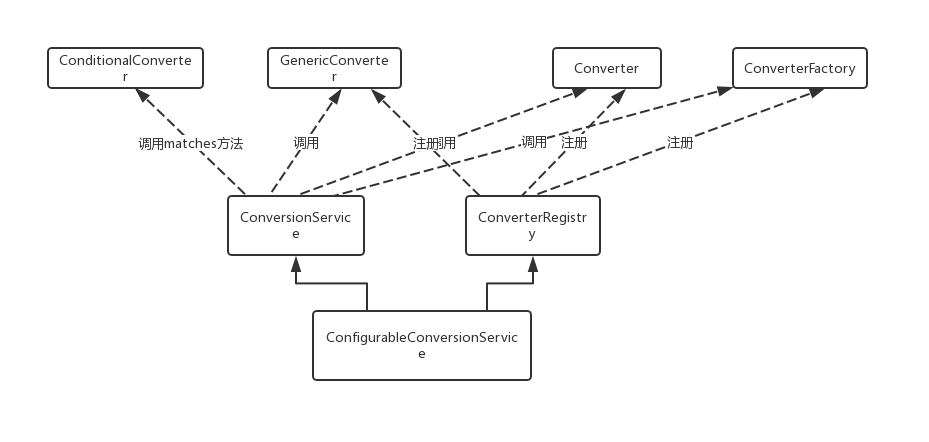 ConditionalConverte
r
GenericConverte
r
Converter
ConverterFactory
调用matches方法
调用
注册
用
调用
注册
注册
ConversionServic
e
ConverterRegistr
y
ConfigurableConversionServic
e